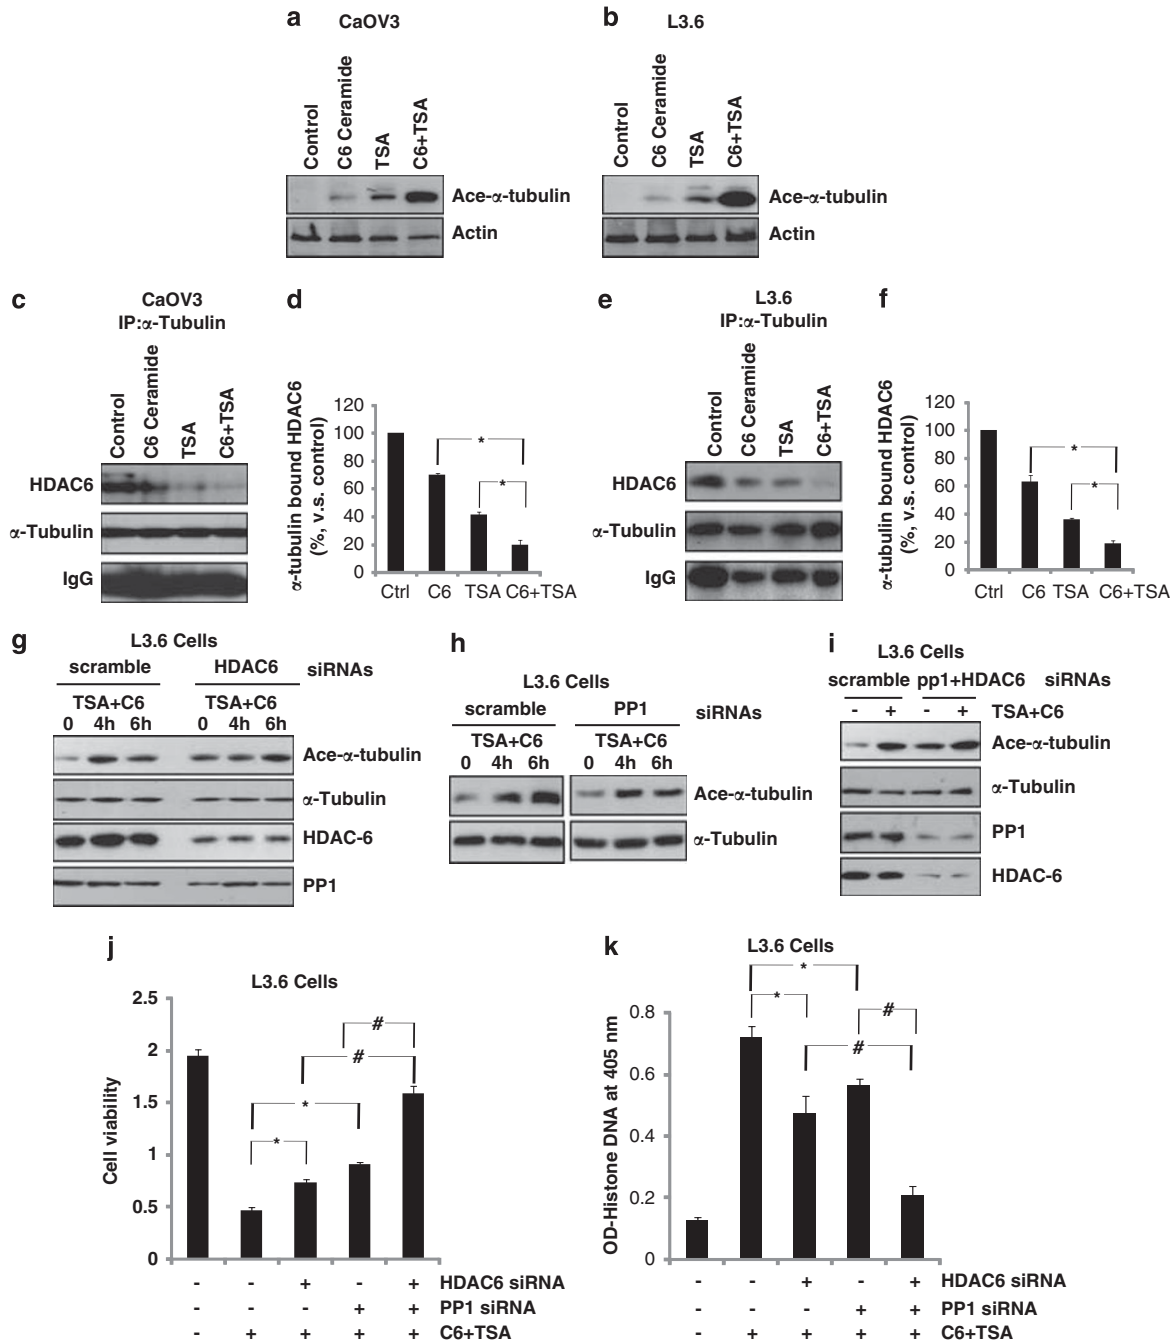 a CaOV3
Control
C6 Ceramide
TSA
C6+TSA
Ace-α-tubulin
Actin
b L3.6
Control
C6 Ceramide
TSA
C6+TSA
Ace-α-tubulin
Actin
c CaOV3
IP:α-Tubulin
Control
C6 Ceramide
TSA
C6+TSA
HDAC6
α-Tubulin
IgG
d
α-tubulin bound HDAC6
(%, v.s. control)
120
100
80
60
40
20
0
*
*
Ctrl C6 TSA C6+TSA
e L3.6
IP:α-Tubulin
Control
C6 Ceramide
TSA
C6+TSA
HDAC6
α-Tubulin
IgG
f
α-tubulin bound HDAC6
(%, v.s. control)
120
100
80
60
40
20
0
*
*
Ctrl C6 TSA C6+TSA
g L3.6 Cells
scramble HDAC6 siRNAs
TSA+C6 TSA+C6
0 4h 6h 0 4h 6h
Ace-α-tubulin
α-Tubulin
HDAC-6
PP1
h L3.6 Cells
scramble PP1 siRNAs
TSA+C6 TSA+C6
0 4h 6h 0 4h 6h
Ace-α-tubulin
α-Tubulin
i L3.6 Cells
scramble pp1+HDAC6 siRNAs
- + - + TSA+C6
Ace-α-tubulin
α-Tubulin
PP1
HDAC-6
j
L3.6 Cells
Cell viability
2.5
2
1.5
1
0.5
0
#
#
*
*
- - + - + HDAC6 siRNA
- - - + + PP1 siRNA
- + + + + C6+TSA
k L3.6 Cells
OD-Histone DNA at 405 nm
0.8
0.6
0.4
0.2
0
*
*
#
#
- - + - + HDAC6 siRNA
- - - + + PP1 siRNA
- + + + + C6+TSA